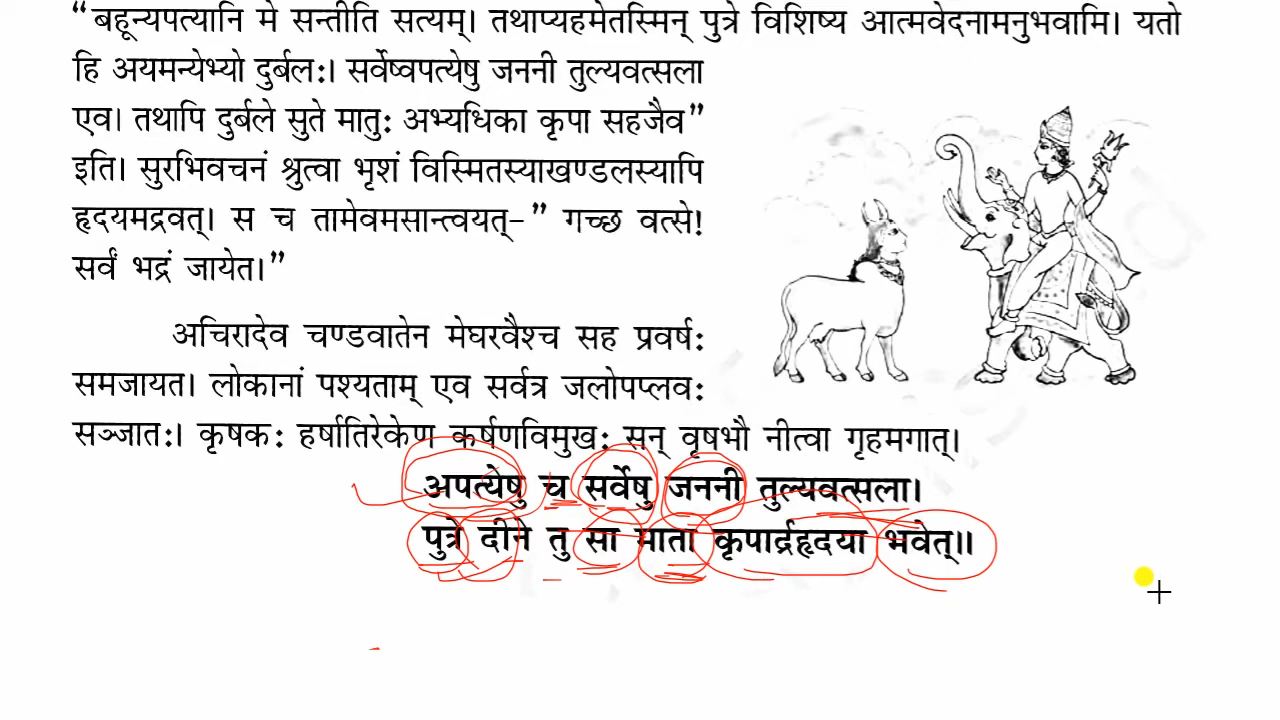 “बहून्यपत्यानि मे सन्तीति सत्यम्। तथाप्यहमेतस्मिन् पुत्रे विशिष्य आत्मवेदनामनुभवामि। यतो
हि अयमन्येभ्यो दुर्बलः। सर्वेष्वपत्येषु जननी तुल्यवत्सला
एव। तथापि दुर्बले सुते मातुः अभ्यधिका कृपा सहजैव”
इति। सुरभिवचनं श्रुत्वा भृशं विस्मितस्याखण्डलस्यापि
हृदयमद्रवत्। स च तामेवमसान्त्वयत्-” गच्छ वत्से!
सर्वं भद्रं जायेत।”
अचिरादेव चण्डवातेन मेघरवैश्च सह प्रवर्षः
समजायत। लोकानां पश्यताम् एव सर्वत्र जलोपप्लवः
सञ्जातः। कृषकः हर्षातिरेकेण कर्षणविमुखः सन् वृषभौ नीत्वा गृहमगात्।
अपत्येषु च सर्वेषु जननी तुल्यवत्सला।
पुत्रे दीने तु सा माता कृपार्द्रहृदया भवेत्॥